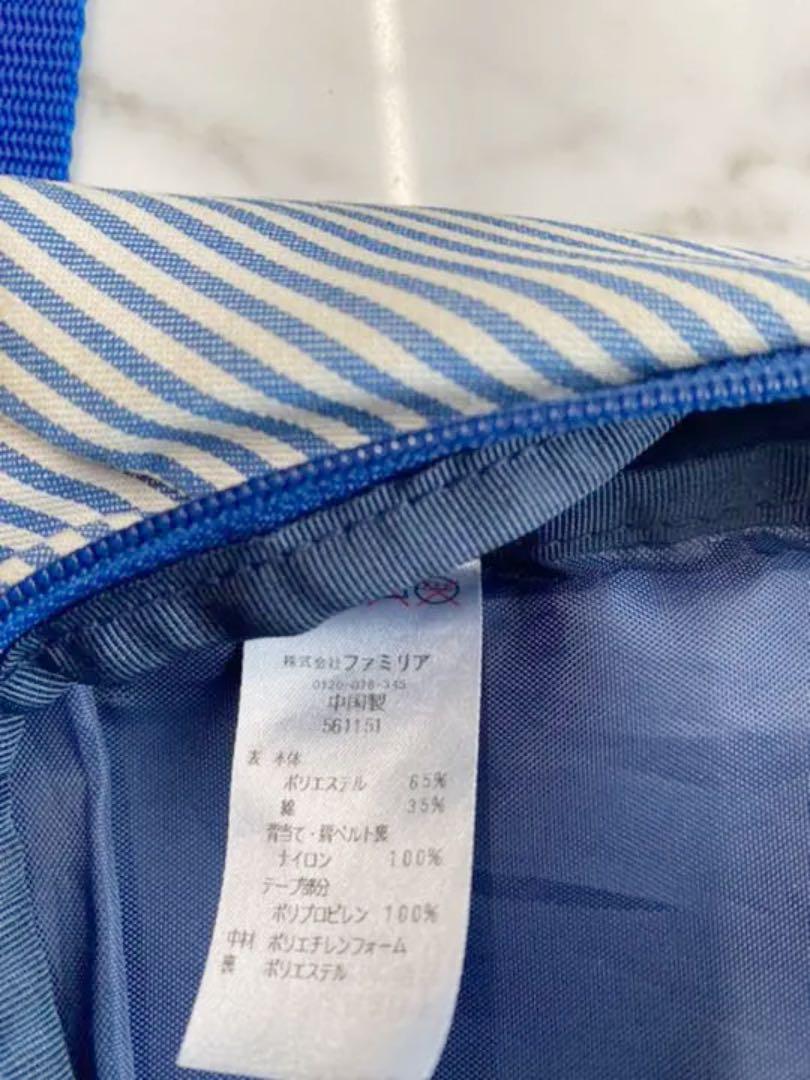 株式会社ファミリア
0120-078-345
中国製
561151
表 本体
ポリエステル 65%
綿 35%
背当て・肩ベルト裏
ナイロン 100%
テープ部分
ポリプロピレン 100%
中材 ポリエチレンフォーム
裏 ポリエステル